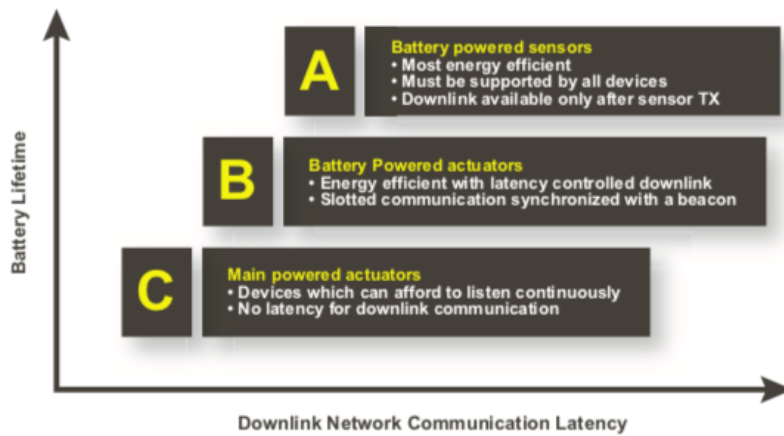 Battery Lifetime
A
Battery powered sensors
• Most energy efficient
• Must be supported by all devices
• Downlink available only after sensor TX
B
Battery Powered actuators
• Energy efficient with latency controlled downlink
• Slotted communication synchronized with a beacon
C
Main powered actuators
• Devices which can afford to listen continuously
• No latency for downlink communication
Downlink Network Communication Latency